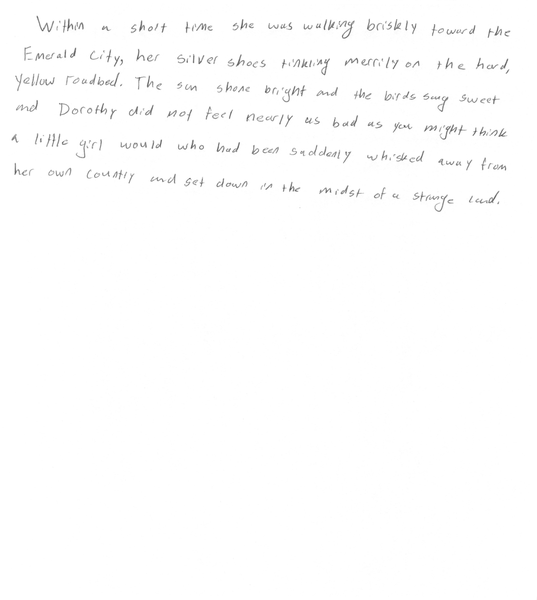 Within a short time she was walking briskly toward the
Emerald City, her silver shoes tinkling merrily on the hard,
yellow roadbed. The sun shone bright and the birds sang sweet
and Dorothy did not feel nearly as bad as you might think
a little girl would who had been suddenly whisked away from
her own country and set down in the midst of a strange land.